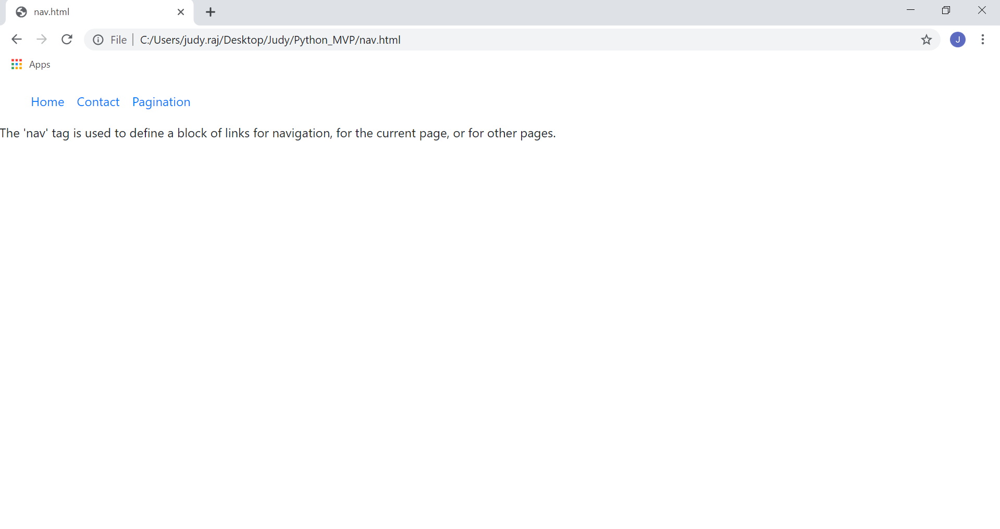 nav.html
File C:/Users/judy.raj/Desktop/Judy/Python_MVP/nav.html J
Apps
Home Contact Pagination
The 'nav' tag is used to define a block of links for navigation, for the current page, or for other pages.